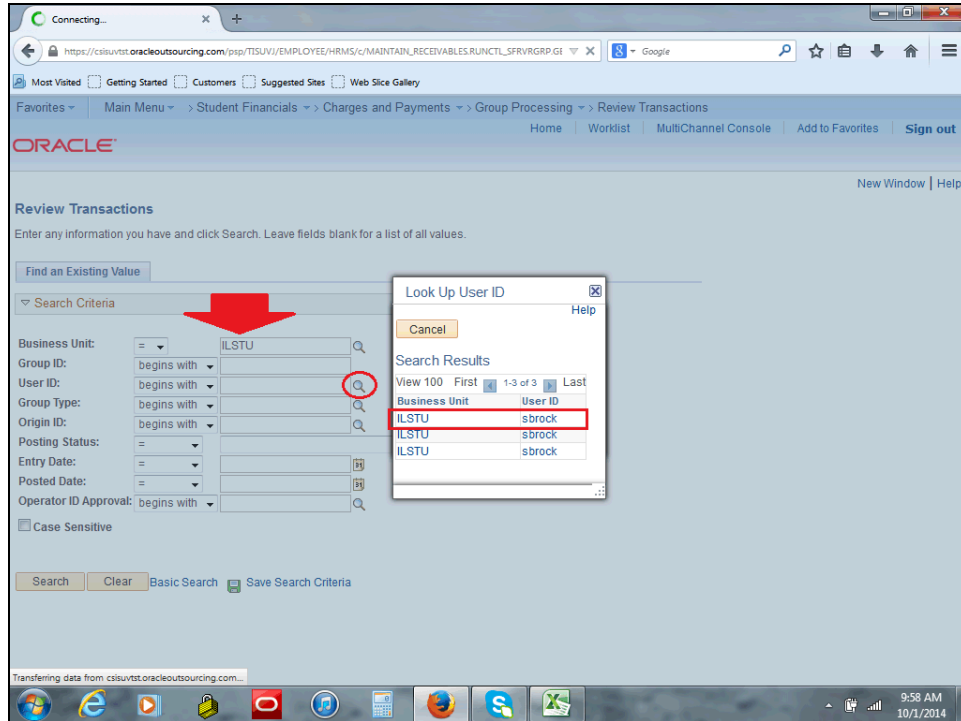 Connecting...
https://csisuvtst.oracleoutsourcing.com/psp/TISUVJ/EMPLOYEE/HRMS/c/MAINTAIN_RECEIVABLES.RUNCTL_SFRVRGRP.GE
Google
Most Visited Getting Started Customers Suggested Sites Web Slice Gallery
Favorites Main Menu > Student Financials > Charges and Payments > Group Processing > Review Transactions
Home Worklist MultiChannel Console Add to Favorites Sign out
ORACLE
New Window | Help
Review Transactions
Enter any information you have and click Search. Leave fields blank for a list of all values.
Find an Existing Value
Search Criteria
Business Unit: = ILSTU
Group ID: begins with
User ID: begins with
Group Type: begins with
Origin ID: begins with
Posting Status: =
Entry Date: =
Posted Date: =
Operator ID Approval: begins with
Case Sensitive
Search Clear Basic Search Save Search Criteria
Look Up User ID
Help
Cancel
Search Results
View 100 First 1-3 of 3 Last
Business Unit User ID
ILSTU sbrock
ILSTU sbrock
ILSTU sbrock
Transferring data from csisuvtst.oracleoutsourcing.com...
9:58 AM
10/1/2014